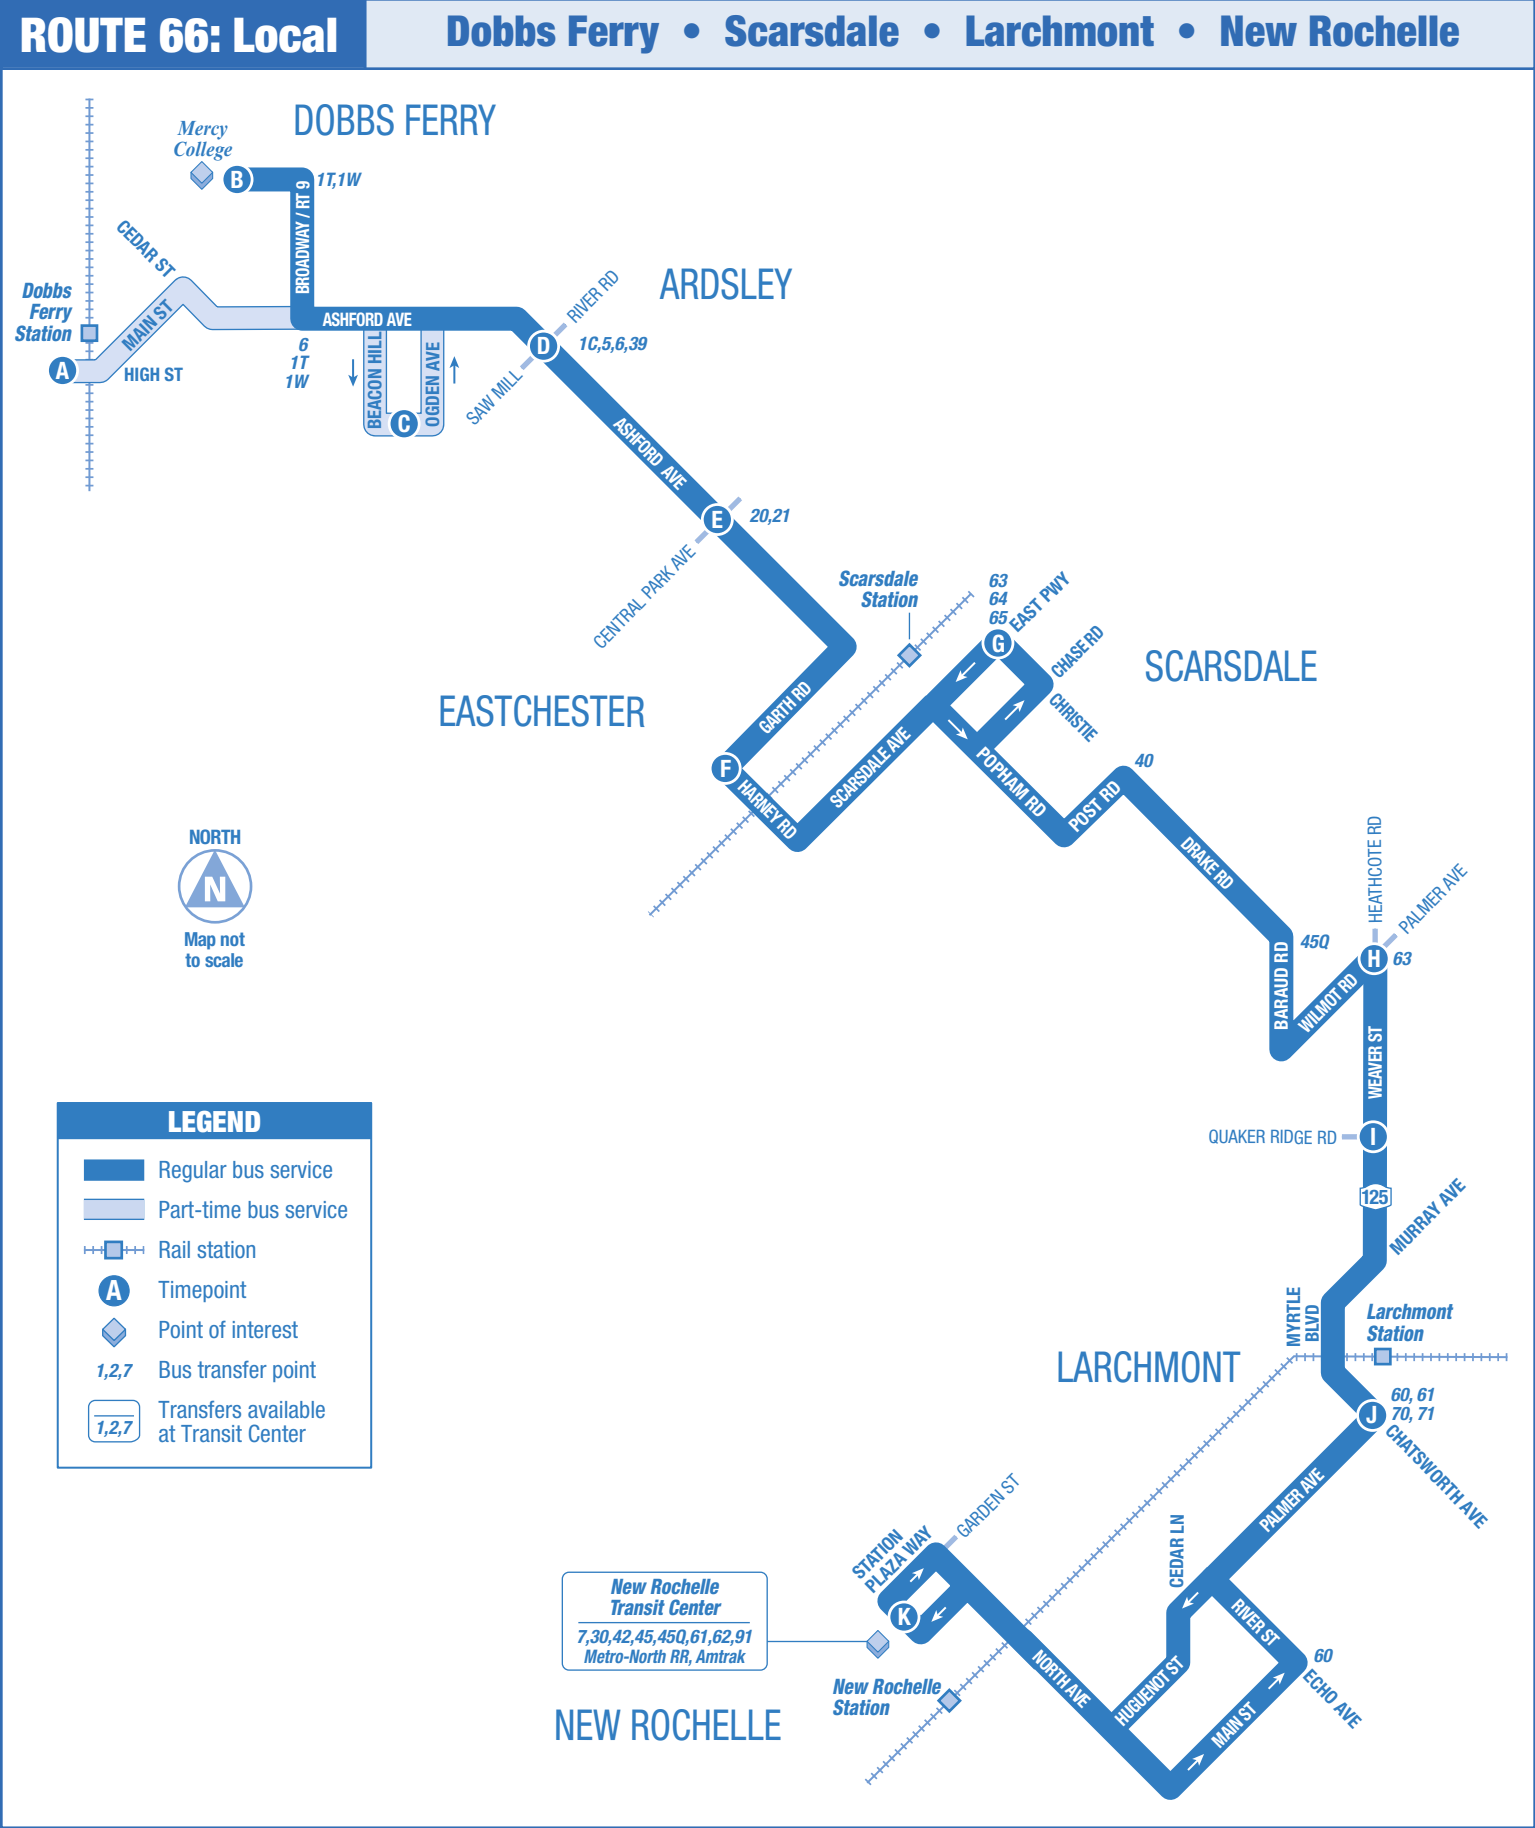 ROUTE 66: Local
Dobbs Ferry • Scarsdale • Larchmont • New Rochelle
DOBBS FERRY
Mercy
College
B
1T,1W
BROADWAY / RT 9
CEDAR ST
Dobbs
Ferry
Station
MAIN ST
A
HIGH ST
ASHFORD AVE
6
1T
1W
BEACON HILL
C
OGDEN AVE
ARDSLEY
RIVER RD
D
1C,5,6,39
SAW MILL
ASHFORD AVE
E
20,21
CENTRAL PARK AVE
Scarsdale
Station
63
64
65
G
EAST PWY
CHASE RD
CHRISTIE
SCARSDALE
EASTCHESTER
GARTH RD
F
HARNEY RD
SCARSDALE AVE
POPHAM RD
POST RD
40
DRAKE RD
HEATHCOTE RD
PALMER AVE
45Q
BARAUD RD
WILMOT RD
H
63
NORTH
N
Map not
to scale
WEAVER ST
QUAKER RIDGE RD
I
125
MURRAY AVE
LEGEND
Regular bus service
Part-time bus service
Rail station
A
Timepoint
Point of interest
1,2,7
Bus transfer point
1,2,7
Transfers available
at Transit Center
MYRTLE
BLVD
Larchmont
Station
LARCHMONT
60, 61
70, 71
J
CHATSWORTH AVE
PALMER AVE
CEDAR LN
GARDEN ST
STATION
PLAZA WAY
K
New Rochelle
Transit Center
7,30,42,45,45Q,61,62,91
Metro-North RR, Amtrak
RIVER ST
60
ECHO AVE
NORTH AVE
HUGUENOT ST
MAIN ST
New Rochelle
Station
NEW ROCHELLE